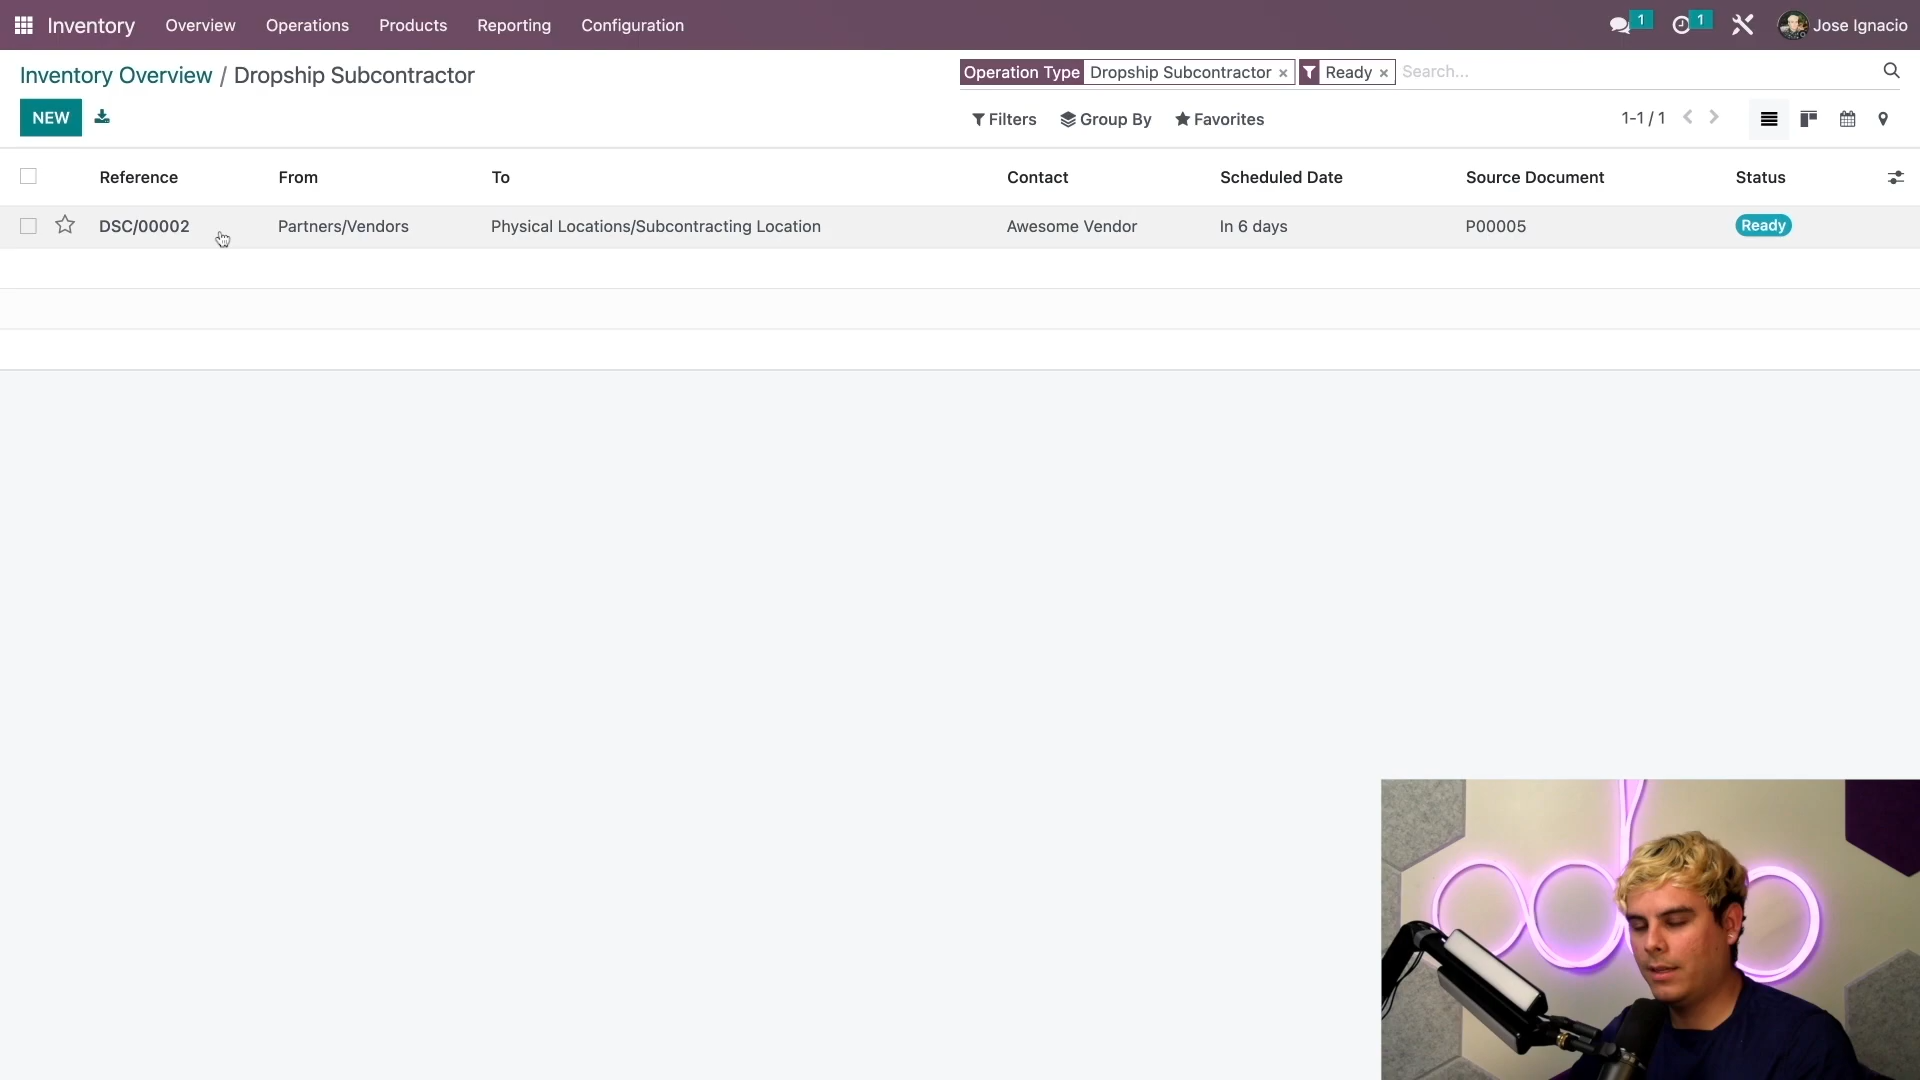 Inventory Overview Operations Products Reporting Configuration 1 1 Jose Ignacio
Inventory Overview / Dropship Subcontractor
Operation Type Dropship Subcontractor × Ready × Search...
NEW
Filters Group By Favorites 1-1 / 1
Reference From To Contact Scheduled Date Source Document Status
DSC/00002 Partners/Vendors Physical Locations/Subcontracting Location Awesome Vendor In 6 days P00005 Ready
odoo